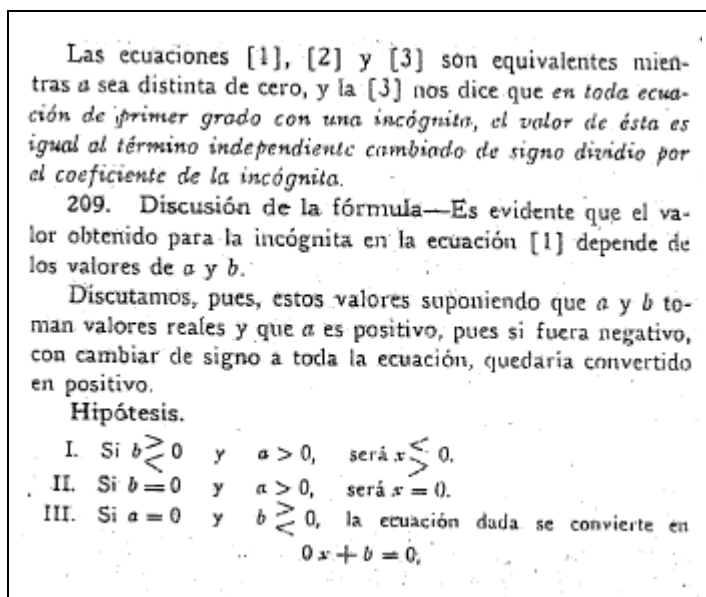 Las ecuaciones [1], [2] y [3] son equivalentes mien-
tras a sea distinta de cero, y la [3] nos dice que en toda ecua-
ción de primer grado con una incógnita, el valor de ésta es
igual al término independiente cambiado de signo dividio por
el coeficiente de la incógnita.
209. Discusión de la fórmula—Es evidente que el va-
lor obtenido para la incógnita en la ecuación [1] depende de
los valores de a y b.
Discutamos, pues, estos valores suponiendo que a y b to-
man valores reales y que a es positivo, pues si fuera negativo,
con cambiar de signo a toda la ecuación, quedaría convertido
en positivo.
Hipótesis.
I. Si b ≷ 0 y a > 0, será x ≶ 0.
II. Si b = 0 y a > 0, será x = 0.
III. Si a = 0 y b ≷ 0, la ecuación dada se convierte en
0 x + b = 0,